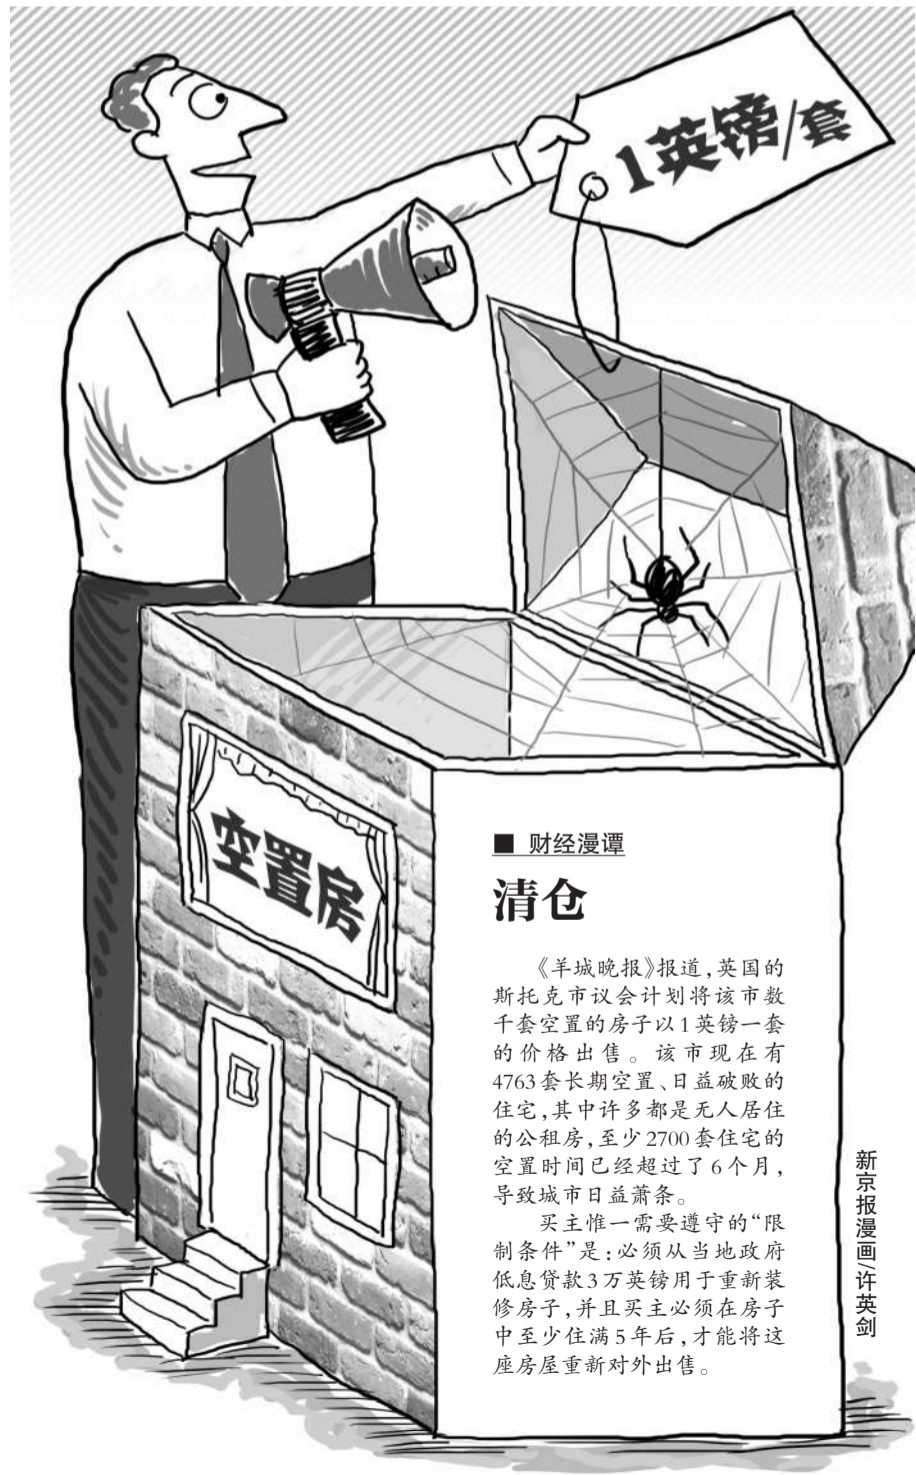 1英镑/套
空置房
■ 财经漫谭
清仓
《羊城晚报》报道，英国的
斯托克市议会计划将该市数
千套空置的房子以1英镑一套
的价格出售。该市现在有
4763套长期空置、日益破败的
住宅，其中许多都是无人居住
的公租房，至少2700套住宅的
空置时间已经超过了6个月，
导致城市日益萧条。
买主惟一需要遵守的“限
制条件”是：必须从当地政府
低息贷款3万英镑用于重新装
修房子，并且买主必须在房子
中至少住满5年后，才能将这
座房屋重新对外出售。
新京报漫画/许英剑